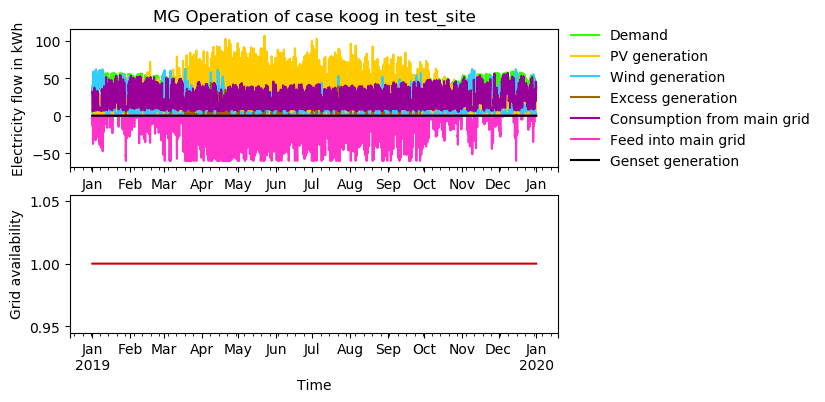 MG Operation of case koog in test_site
Electricity flow in kWh
100
50
0
−50
Jan Feb Mar Apr May Jun Jul Aug Sep Oct Nov Dec Jan
Demand
PV generation
Wind generation
Excess generation
Consumption from main grid
Feed into main grid
Genset generation
Grid availability
1.05
1.00
0.95
Jan Feb Mar Apr May Jun Jul Aug Sep Oct Nov Dec Jan
2019 2020
Time